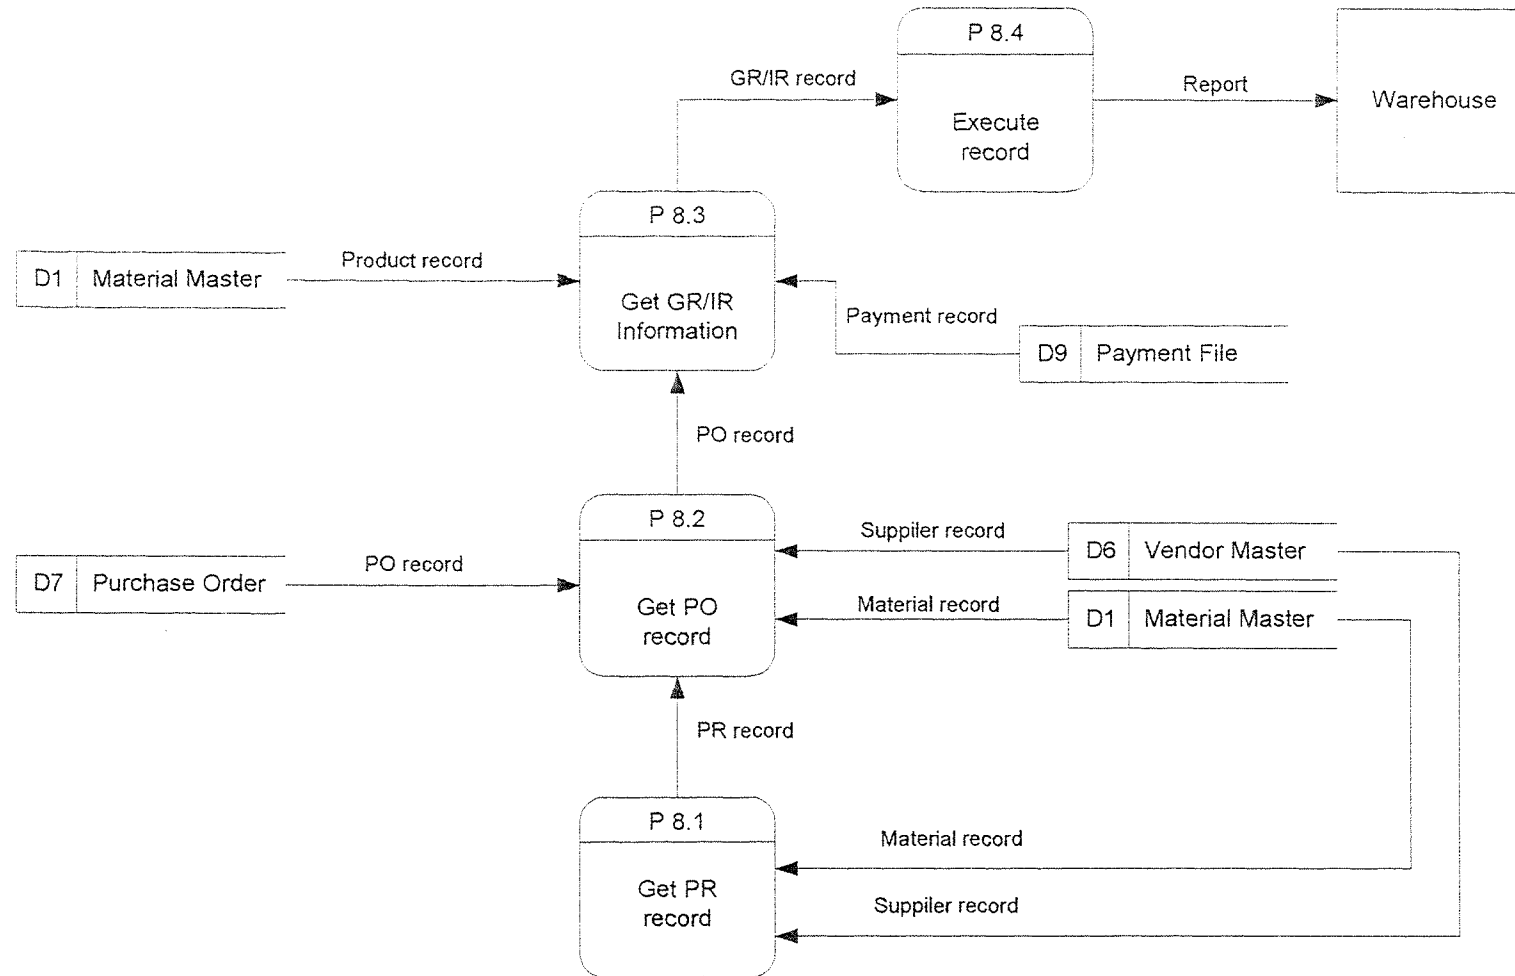 P 8.4
GR/IR record
Report
Execute
record
Warehouse
P 8.3
D1 Material Master
Product record
Get GR/IR
Information
Payment record
D9 Payment File
PO record
P 8.2
Suppiler record
D6 Vendor Master
D7 Purchase Order
PO record
Get PO
record
Material record
D1 Material Master
PR record
P 8.1
Material record
Get PR
record
Suppiler record